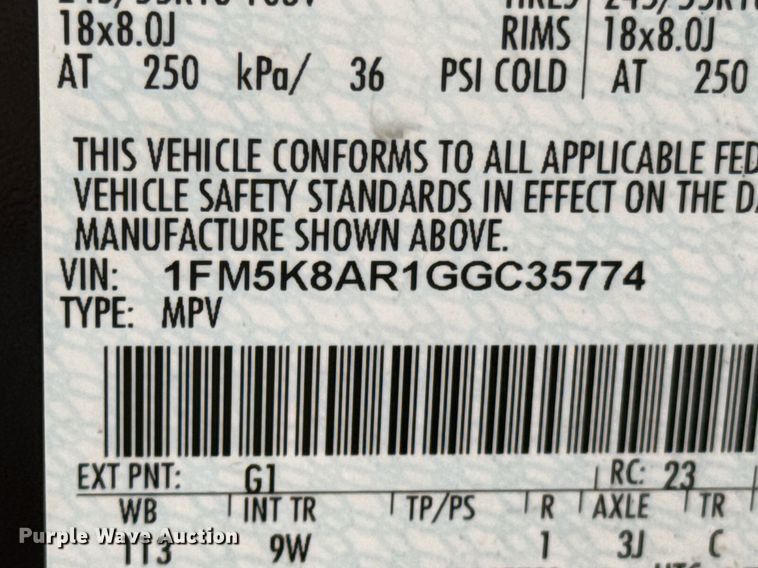 18x8.0J RIMS 18x8.0J
AT 250 kPa/ 36 PSI COLD AT 250
THIS VEHICLE CONFORMS TO ALL APPLICABLE FED
VEHICLE SAFETY STANDARDS IN EFFECT ON THE DA
MANUFACTURE SHOWN ABOVE.
VIN: 1FM5K8AR1GGC35774
TYPE: MPV
EXT PNT: G1 RC: 23
WB INT TR TP/PS R AXLE TR
113 9W 1 3J C
Purple Wave Auction